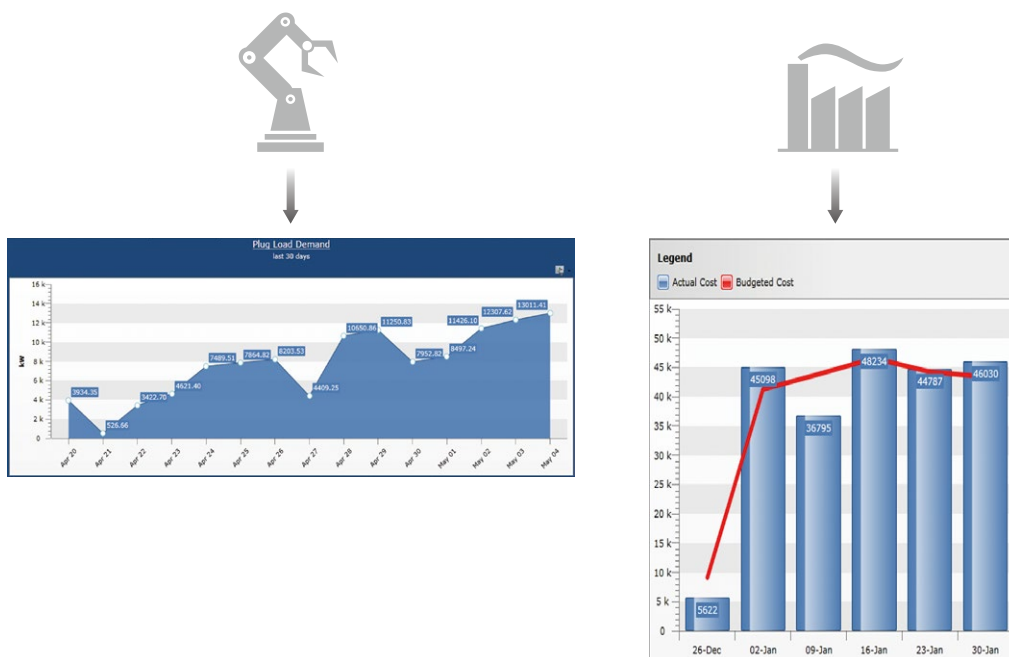 Plug Load Demand
last 30 days
16 k
14 k
12 k
10 k
8 k
6 k
4 k
2 k
0
kW
3934.35
526.66
3422.70
4621.40
7489.51
7864.82
8203.53
4409.25
10650.86
11250.83
7952.82
8497.24
11426.10
12307.62
13011.41
Apr 20
Apr 21
Apr 22
Apr 23
Apr 24
Apr 25
Apr 26
Apr 27
Apr 28
Apr 29
Apr 30
May 01
May 02
May 03
May 04
Legend
Actual Cost Budgeted Cost
55 k
50 k
45 k
40 k
35 k
30 k
25 k
20 k
15 k
10 k
5 k
0
5622
45098
36795
48234
44787
46030
26-Dec 02-Jan 09-Jan 16-Jan 23-Jan 30-Jan